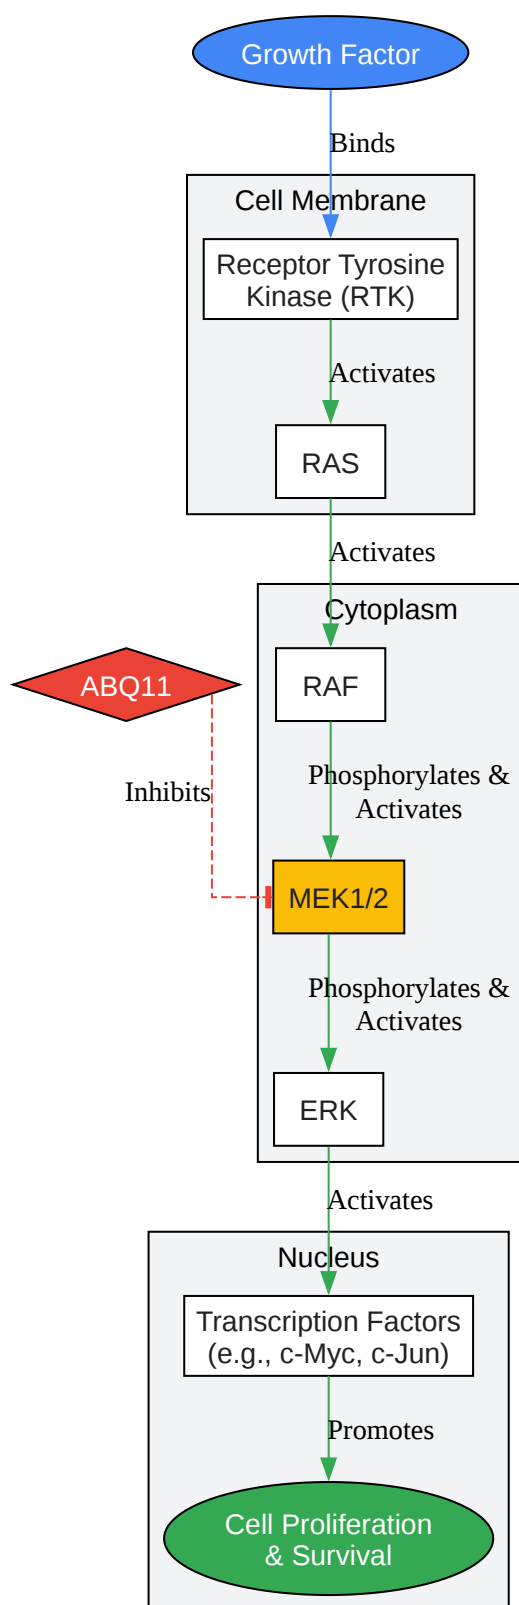 Growth Factor
Binds
Cell Membrane
Receptor Tyrosine
Kinase (RTK)
Activates
RAS
Activates
Cytoplasm
ABQ11
RAF
Phosphorylates &
Activates
Inhibits
MEK1/2
Phosphorylates &
Activates
ERK
Activates
Nucleus
Transcription Factors
(e.g., c-Myc, c-Jun)
Promotes
Cell Proliferation
& Survival